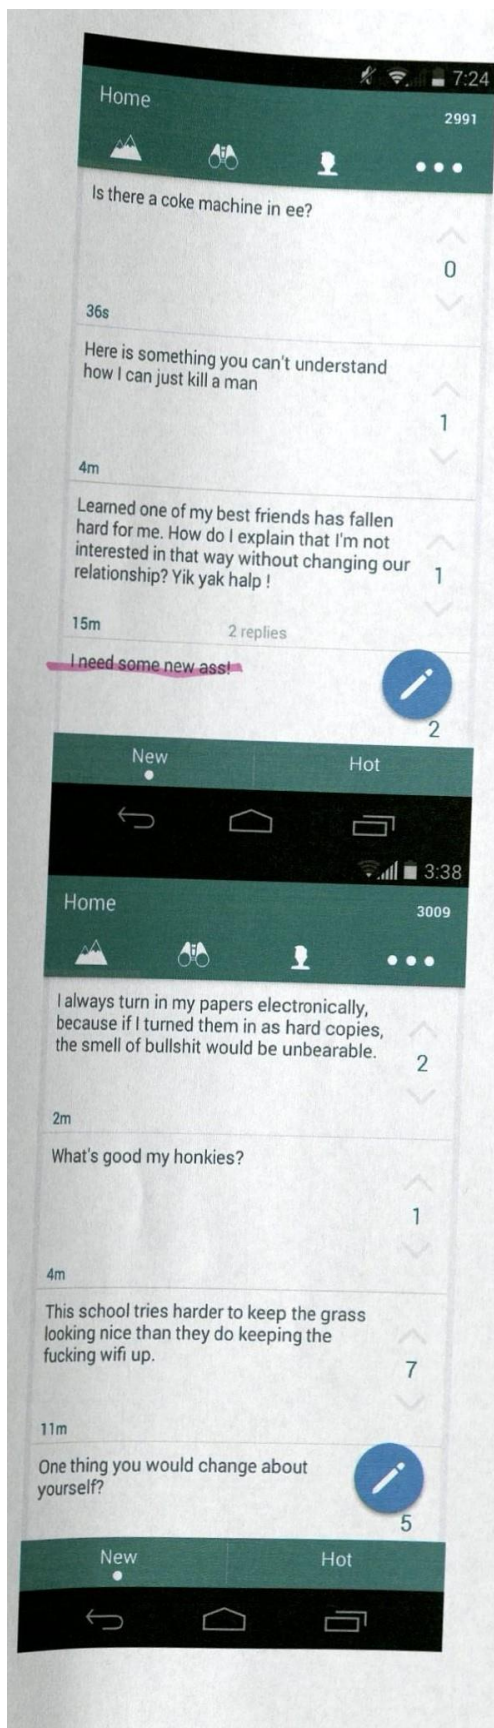 7:24
Home
2991
Is there a coke machine in ee?
0
36s
Here is something you can't understand
how I can just kill a man
1
4m
Learned one of my best friends has fallen
hard for me. How do I explain that I'm not
interested in that way without changing our
relationship? Yik yak halp !
1
15m
2 replies
I need some new ass!
2
New
Hot
3:38
Home
3009
I always turn in my papers electronically,
because if I turned them in as hard copies,
the smell of bullshit would be unbearable.
2
2m
What's good my honkies?
1
4m
This school tries harder to keep the grass
looking nice than they do keeping the
fucking wifi up.
7
11m
One thing you would change about
yourself?
5
New
Hot